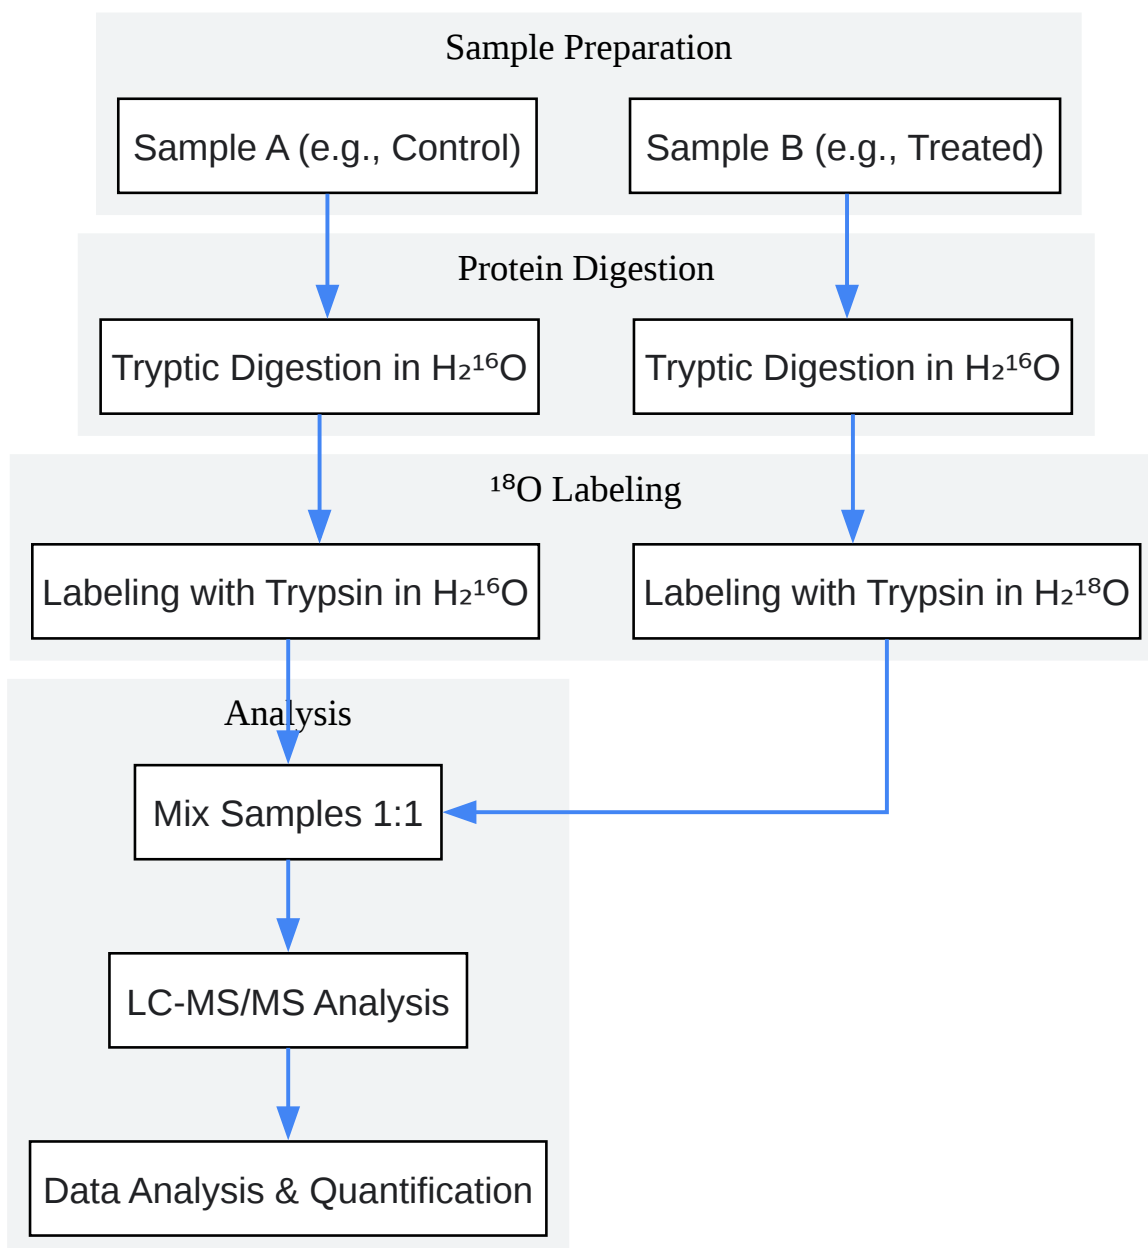 Sample Preparation
Sample A (e.g., Control)
Sample B (e.g., Treated)
Protein Digestion
Tryptic Digestion in H₂¹⁶O
Tryptic Digestion in H₂¹⁶O
¹⁸O Labeling
Labeling with Trypsin in H₂¹⁶O
Labeling with Trypsin in H₂¹⁸O
Analysis
Mix Samples 1:1
LC-MS/MS Analysis
Data Analysis & Quantification